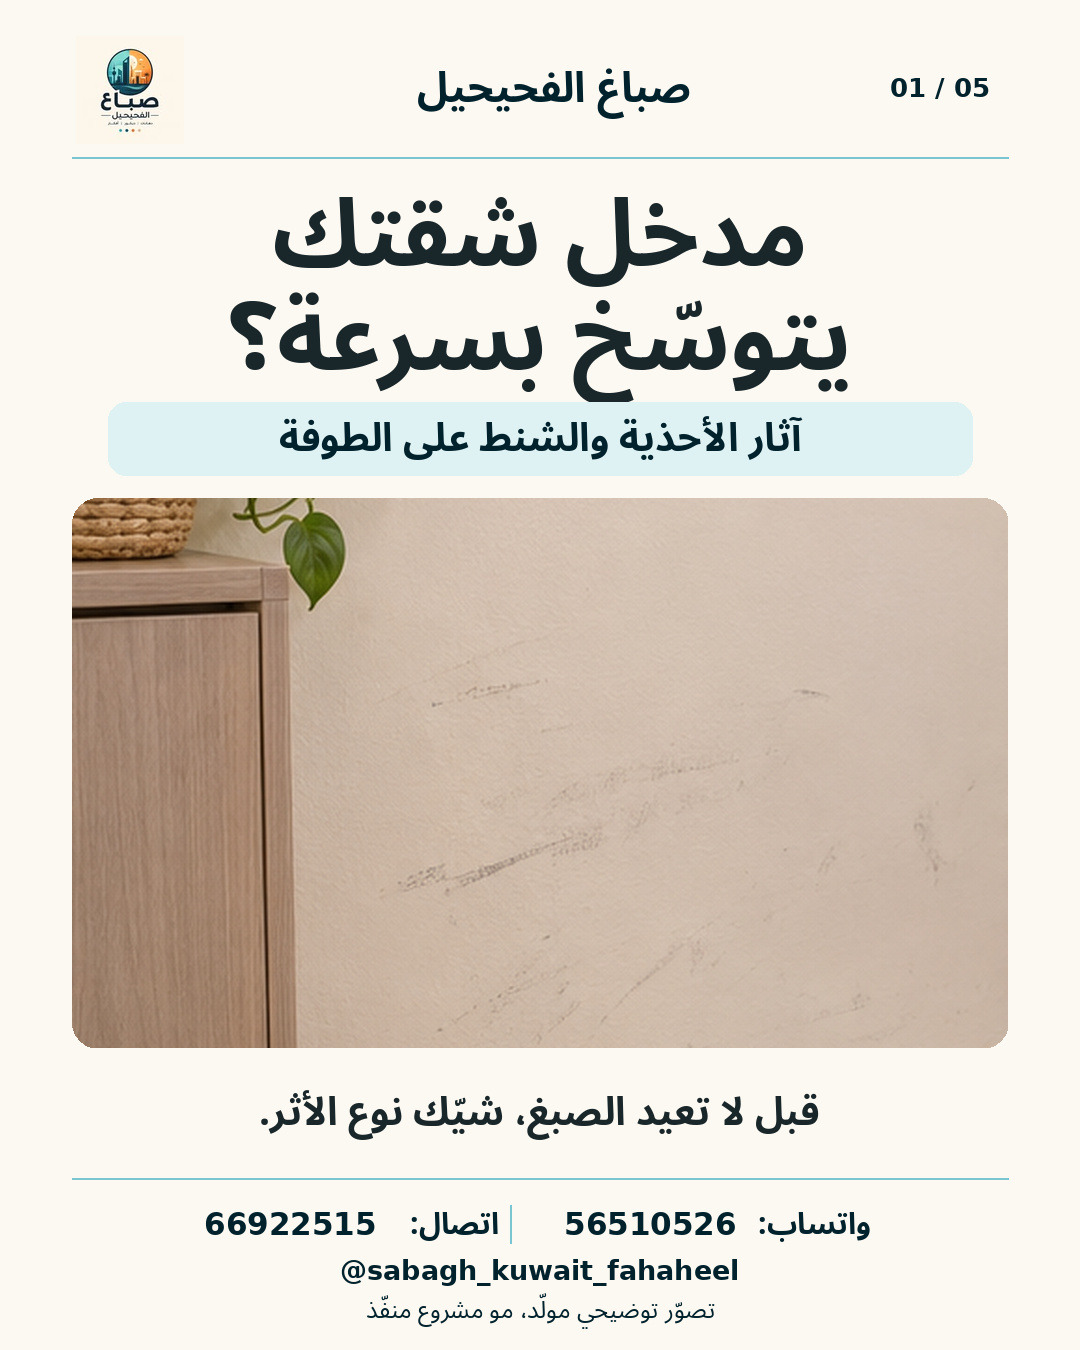 صباغ الفحيحيل
صباغ الفحيحيل
01 / 05
مدخل شقتك
يتوسّخ بسرعة؟
آثار الأحذية والشنط على الطوفة
قبل لا تعيد الصبغ، شيّك نوع الأثر.
واتساب: 56510526
اتصال: 66922515
@sabagh_kuwait_fahaheel
تصوّر توضيحي مولّد، مو مشروع منفّذ